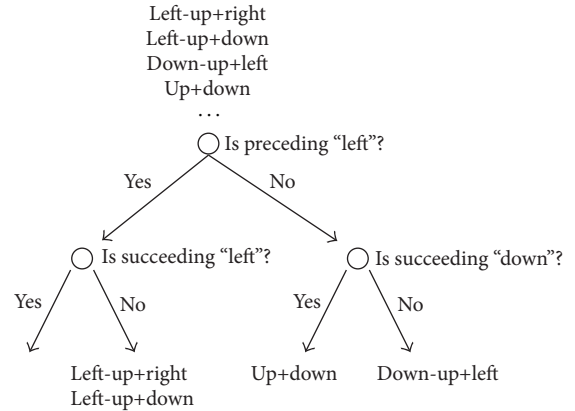 Left-up+right
Left-up+down
Down-up+left
Up+down
...
Is preceding “left”?
Yes
No
Is succeeding “left”?
Is succeeding “down”?
Yes
No
Yes
No
Left-up+right
Left-up+down
Up+down
Down-up+left